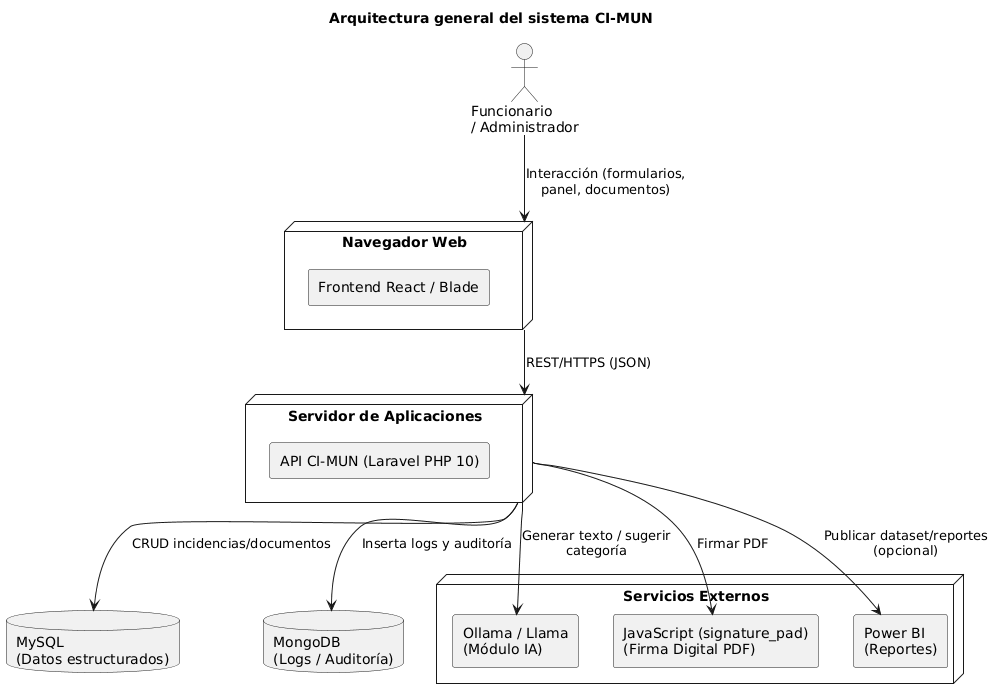 Arquitectura general del sistema CI-MUN
Funcionario
/ Administrador
Interacción (formularios,
panel, documentos)
Navegador Web
Frontend React / Blade
REST/HTTPS (JSON)
Servidor de Aplicaciones
API CI-MUN (Laravel PHP 10)
CRUD incidencias/documentos
Inserta logs y auditoría
Generar texto / sugerir
categoría
Firmar PDF
Publicar dataset/reportes
(opcional)
Servicios Externos
MySQL
(Datos estructurados)
MongoDB
(Logs / Auditoría)
Ollama / Llama
(Módulo IA)
JavaScript (signature_pad)
(Firma Digital PDF)
Power BI
(Reportes)